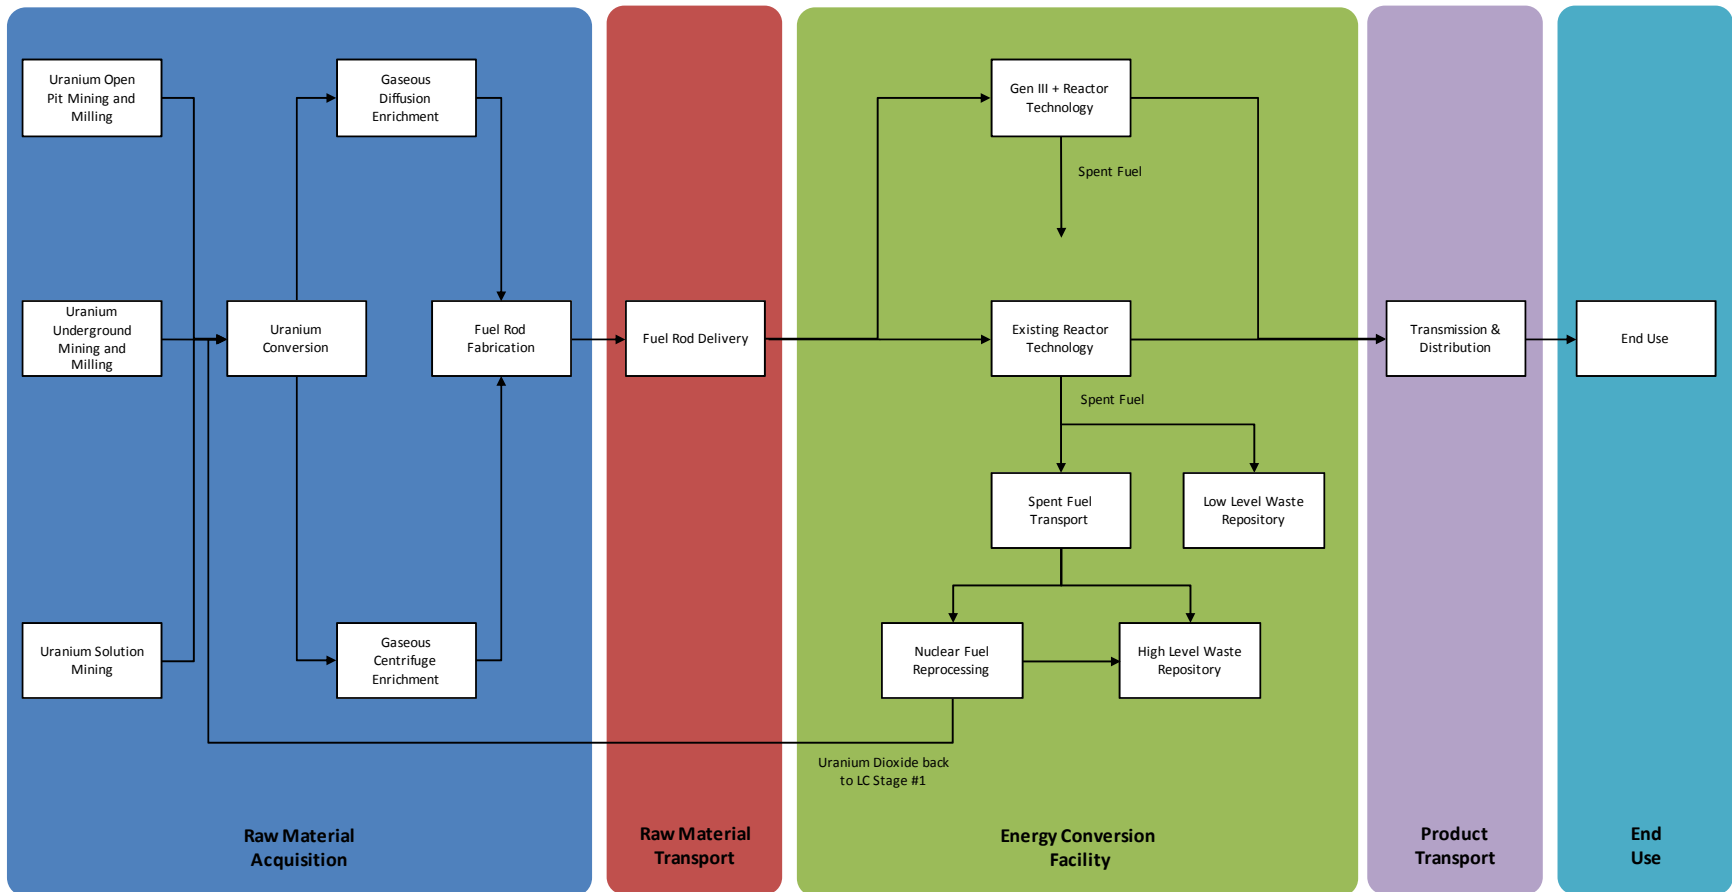 Uranium Open
Pit Mining and
Milling
Gaseous
Diffusion
Enrichment
Gen III + Reactor
Technology
Spent Fuel
Uranium
Underground
Mining and
Milling
Uranium
Conversion
Fuel Rod
Fabrication
Fuel Rod Delivery
Existing Reactor
Technology
Transmission &
Distribution
End Use
Spent Fuel
Spent Fuel
Transport
Low Level Waste
Repository
Uranium Solution
Mining
Gaseous
Centrifuge
Enrichment
Nuclear Fuel
Reprocessing
High Level Waste
Repository
Uranium Dioxide back
to LC Stage #1
Raw Material
Acquisition
Raw Material
Transport
Energy Conversion
Facility
Product
Transport
End
Use